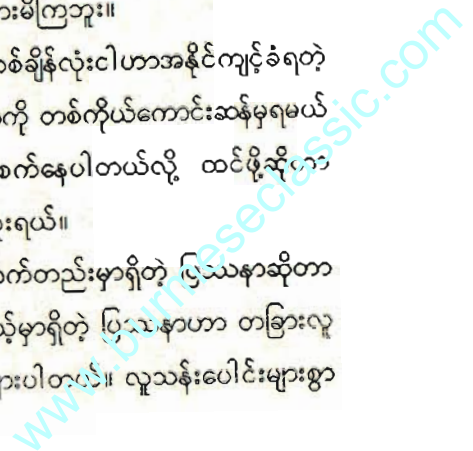 ားမိကြဘူး။
စ်ချိန်လုံးငါဟာအနိုင်ကျင့်ခံရတဲ့
ကို တစ်ကိုယ်ကောင်းဆန်မှရမယ်
စက်နေပါတယ်လို့ ထင်ဖို့ဆိုတာ
းရယ်။
က်တည်းမှာရှိတဲ့ ပြဿနာဆိုတာ
ယ့်မှာရှိတဲ့ ပြဿနာဟာ တခြားလူ
ားပါတယ်။ လူသန်းပေါင်းများစွာ
www.burmeseclassic.com